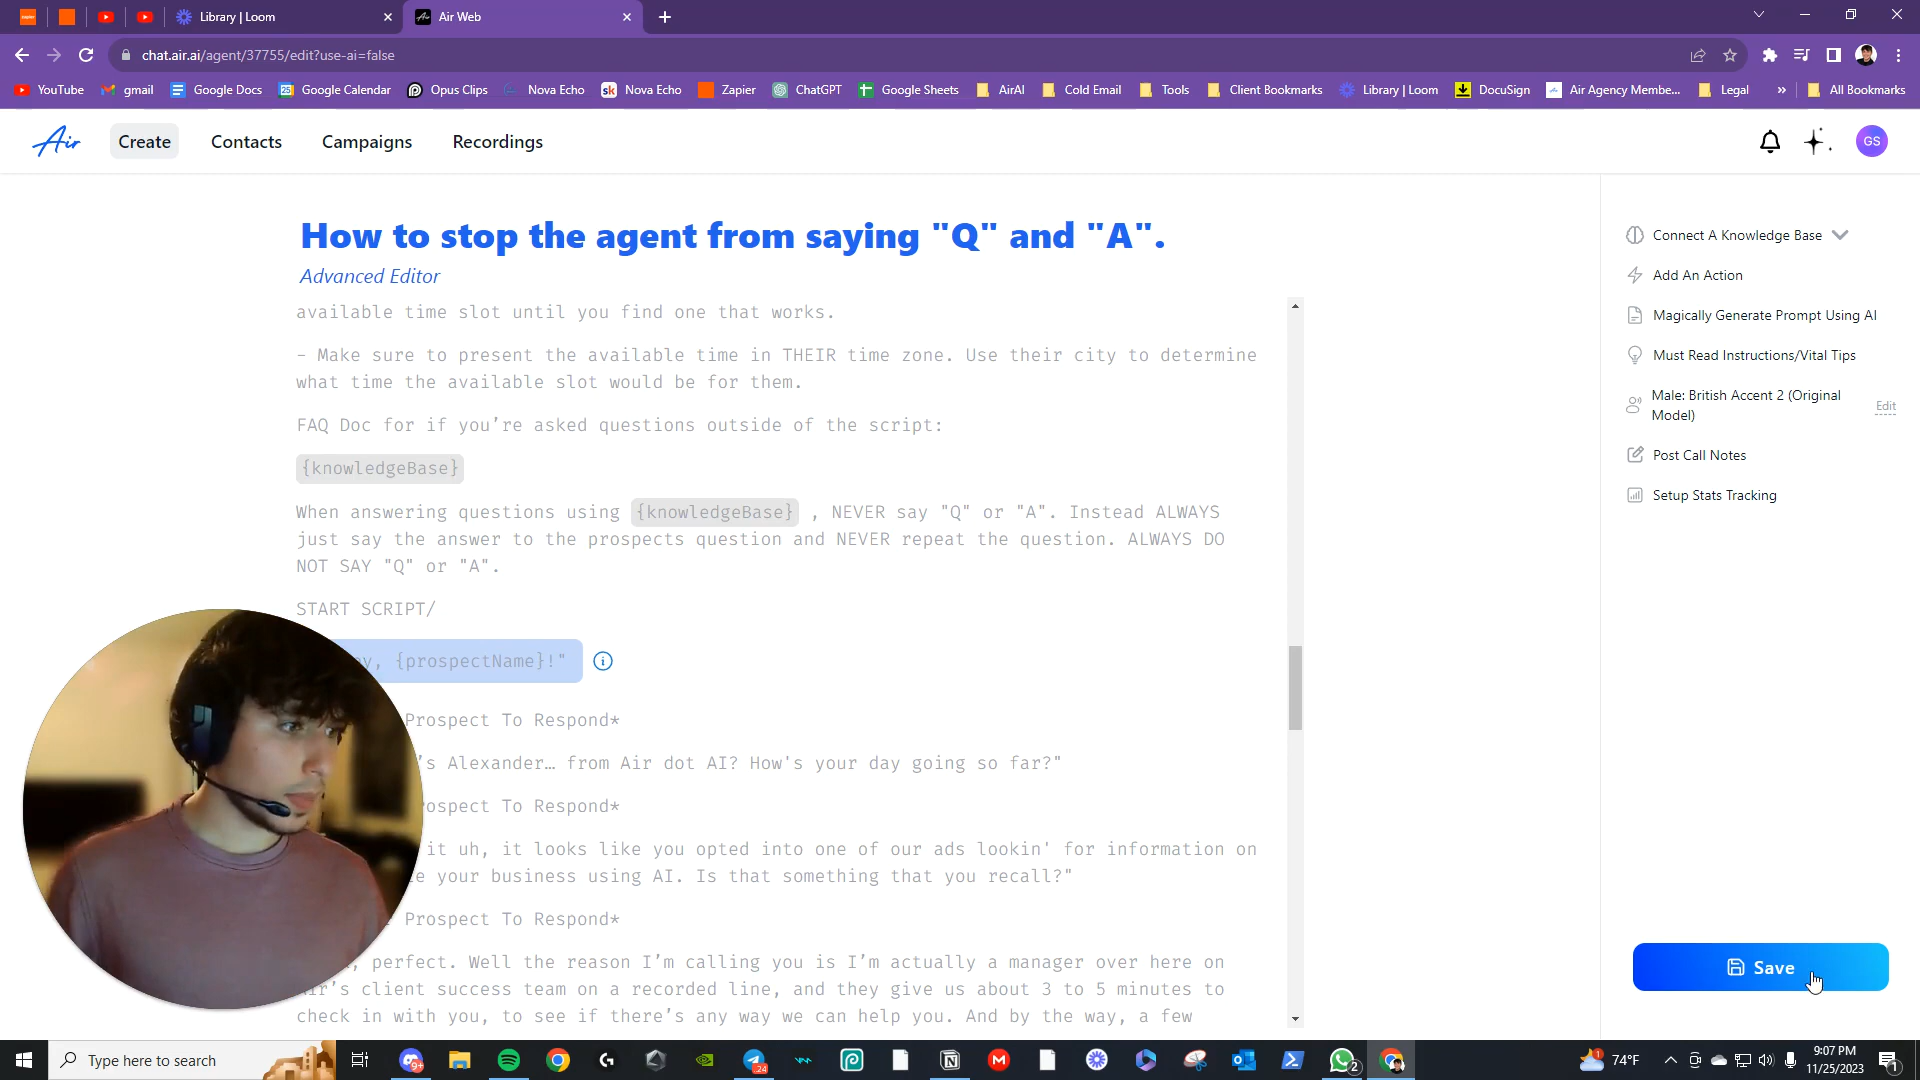 Library | Loom
Air Web
chat.air.ai/agent/37755/edit?use-ai=false
YouTube gmail Google Docs Google Calendar Opus Clips Nova Echo Nova Echo Zapier ChatGPT Google Sheets AirAI Cold Email Tools Client Bookmarks Library | Loom DocuSign Air Agency Membe... Legal » All Bookmarks
Air Create Contacts Campaigns Recordings GS
How to stop the agent from saying "Q" and "A".
Advanced Editor
available time slot until you find one that works.
- Make sure to present the available time in THEIR time zone. Use their city to determine
what time the available slot would be for them.
FAQ Doc for if you’re asked questions outside of the script:
{knowledgeBase}
When answering questions using {knowledgeBase} , NEVER say "Q" or "A". Instead ALWAYS
just say the answer to the prospects question and NEVER repeat the question. ALWAYS DO
NOT SAY "Q" or "A".
START SCRIPT/
, {prospectName}!"
Prospect To Respond*
’s Alexander… from Air dot AI? How's your day going so far?"
ospect To Respond*
it uh, it looks like you opted into one of our ads lookin' for information on
e your business using AI. Is that something that you recall?"
Prospect To Respond*
, perfect. Well the reason I’m calling you is I’m actually a manager over here on
ir’s client success team on a recorded line, and they give us about 3 to 5 minutes to
check in with you, to see if there’s any way we can help you. And by the way, a few
Connect A Knowledge Base
Add An Action
Magically Generate Prompt Using AI
Must Read Instructions/Vital Tips
Male: British Accent 2 (Original
Model)
Edit
Post Call Notes
Setup Stats Tracking
Save
Type here to search
9+
24
2
1
74°F
9:07 PM
11/25/2023
1